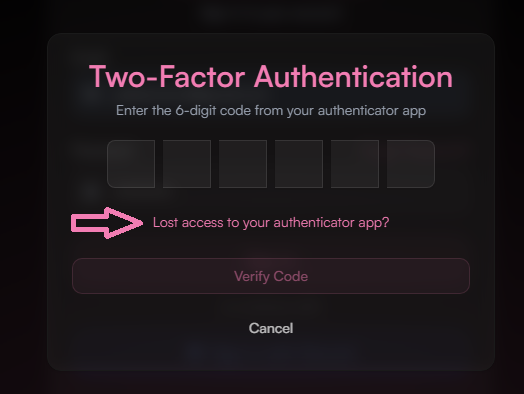 Two-Factor Authentication
Enter the 6-digit code from your authenticator app
Lost access to your authenticator app?
Verify Code
Cancel